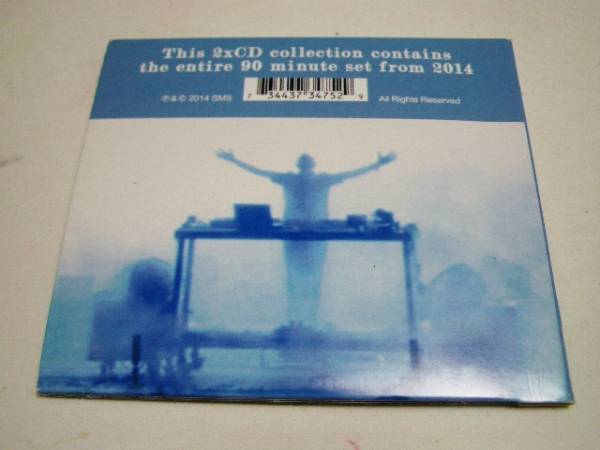 This 2xCD collection contains
the entire 90 minute set from 2014
℗ & © 2014 SMS
7 34437 34752 9
All Rights Reserved